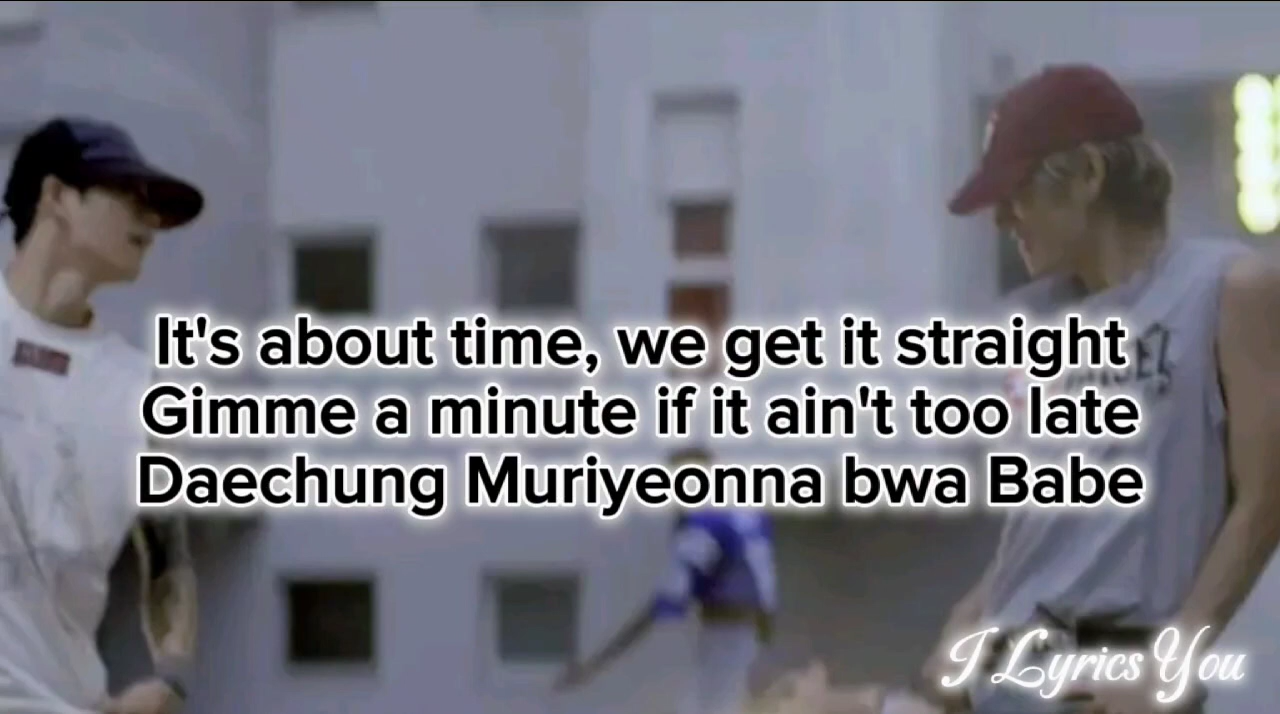 It's about time, we get it straight
Gimme a minute if it ain't too late
Daechung Muriyeonna bwa Babe
I Lyrics You